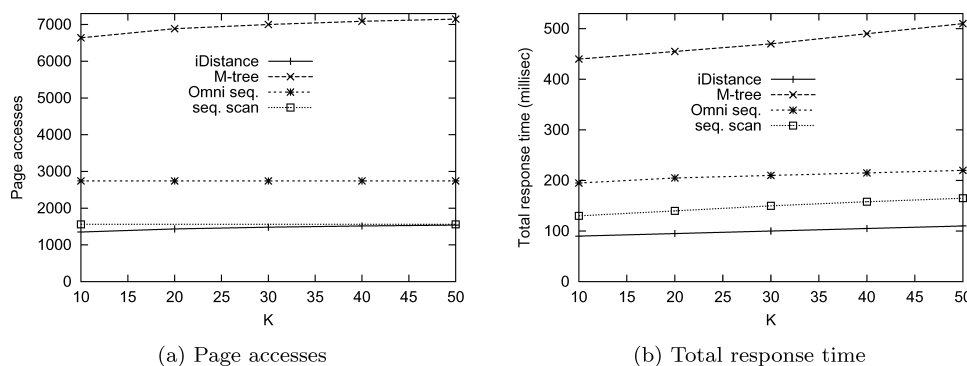 7000
6000
5000
4000
3000
2000
1000
0
Page accesses
iDistance
M-tree
Omni seq.
seq. scan
10 15 20 25 30 35 40 45 50
K
(a) Page accesses
500
400
300
200
100
0
Total response time (millisec)
iDistance
M-tree
Omni seq.
seq. scan
10 15 20 25 30 35 40 45 50
K
(b) Total response time